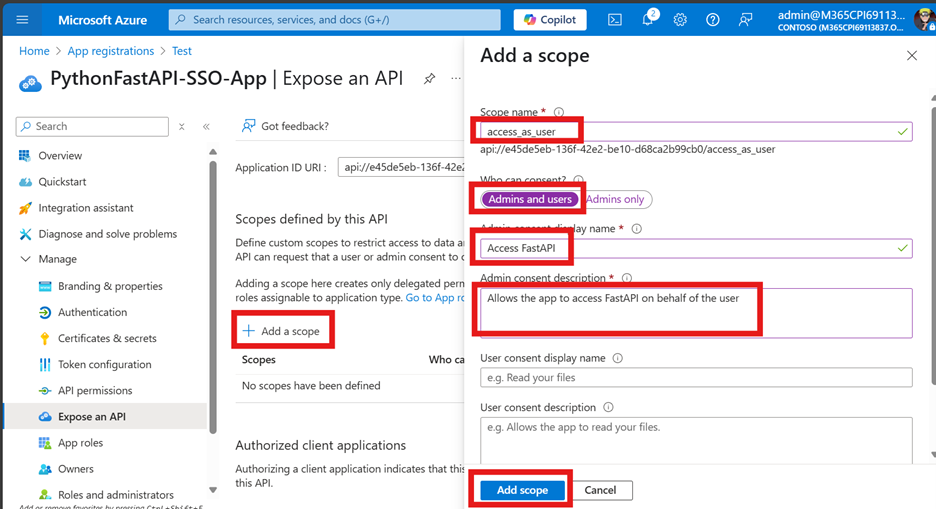 Microsoft Azure
Search resources, services, and docs (G+/)
Copilot
2
admin@M365CPI69113...
CONTOSO (M365CPI69113837.O...
Home > App registrations > Test
PythonFastAPI-SSO-App | Expose an API
...
Search
Overview
Quickstart
Integration assistant
Diagnose and solve problems
Manage
Branding & properties
Authentication
Certificates & secrets
Token configuration
API permissions
Expose an API
App roles
Owners
Roles and administrators
Add or remove favorites by pressing Ctrl+Shift+F
Got feedback?
Application ID URI : api://e45de5eb-136f-42e2
Scopes defined by this API
Define custom scopes to restrict access to data a
API can request that a user or admin consent to
Adding a scope here creates only delegated perm
roles assignable to application type. Go to App ro
Add a scope
Scopes Who ca
No scopes have been defined
Authorized client applications
Authorizing a client application indicates that this
this API.
Add a scope
Scope name *
access_as_user
api://e45de5eb-136f-42e2-be10-d68ca2b99cb0/access_as_user
Who can consent?
Admins and users Admins only
Admin consent display name *
Access FastAPI
Admin consent description *
Allows the app to access FastAPI on behalf of the user
User consent display name
e.g. Read your files
User consent description
e.g. Allows the app to read your files.
Add scope Cancel